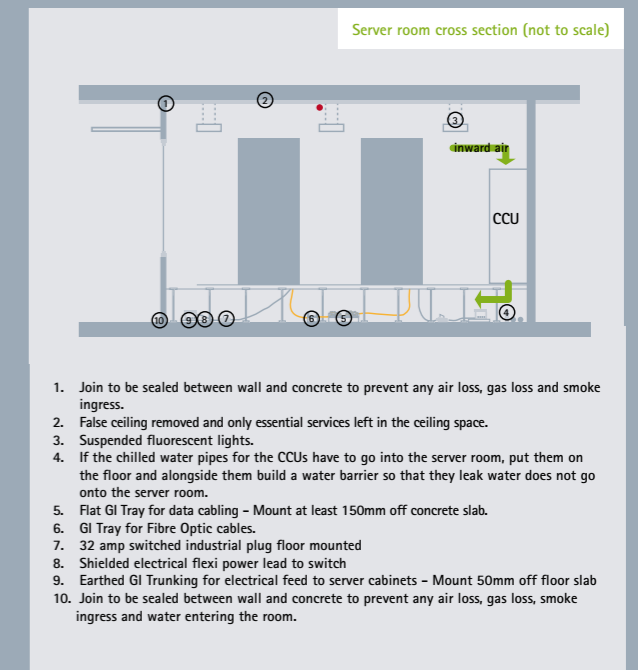 Server room cross section (not to scale)
1
2
3
inward air
CCU
10
9
8
7
6
5
4
1. Join to be sealed between wall and concrete to prevent any air loss, gas loss and smoke
ingress.
2. False ceiling removed and only essential services left in the ceiling space.
3. Suspended fluorescent lights.
4. If the chilled water pipes for the CCUs have to go into the server room, put them on
the floor and alongside them build a water barrier so that they leak water does not go
onto the server room.
5. Flat GI Tray for data cabling - Mount at least 150mm off concrete slab.
6. GI Tray for Fibre Optic cables.
7. 32 amp switched industrial plug floor mounted
8. Shielded electrical flexi power lead to switch
9. Earthed GI Trunking for electrical feed to server cabinets - Mount 50mm off floor slab
10. Join to be sealed between wall and concrete to prevent any air loss, gas loss, smoke
ingress and water entering the room.